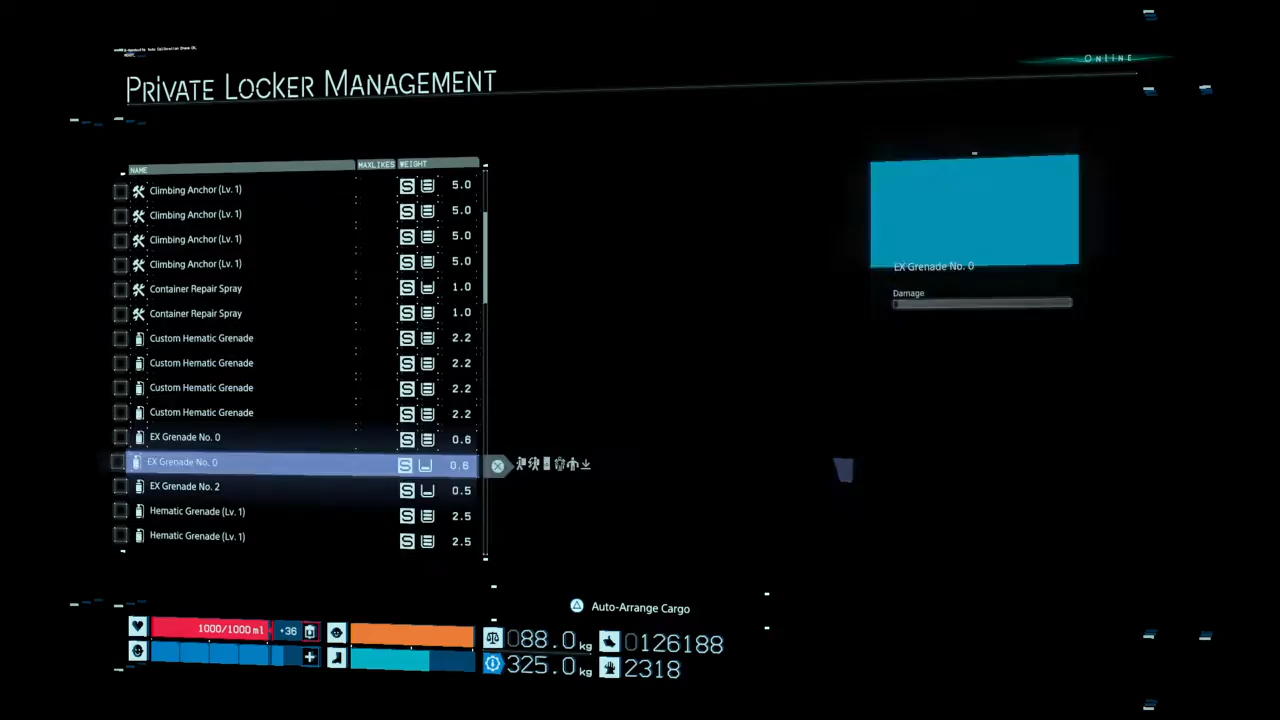 ONLINE
PRIVATE LOCKER MANAGEMENT
NAME MAXLIKES WEIGHT
Climbing Anchor (Lv. 1) S 5.0
Climbing Anchor (Lv. 1) S 5.0
Climbing Anchor (Lv. 1) S 5.0
Climbing Anchor (Lv. 1) S 5.0
Container Repair Spray S 1.0
Container Repair Spray S 1.0
Custom Hematic Grenade S 2.2
Custom Hematic Grenade S 2.2
Custom Hematic Grenade S 2.2
Custom Hematic Grenade S 2.2
EX Grenade No. 0 S 0.6
EX Grenade No. 0 S 0.6
EX Grenade No. 2 S 0.5
Hematic Grenade (Lv. 1) S 2.5
Hematic Grenade (Lv. 1) S 2.5
EX Grenade No. 0
Damage
Auto-Arrange Cargo
1000/1000 ml +36
088.0 kg 0126188
325.0 kg 2318